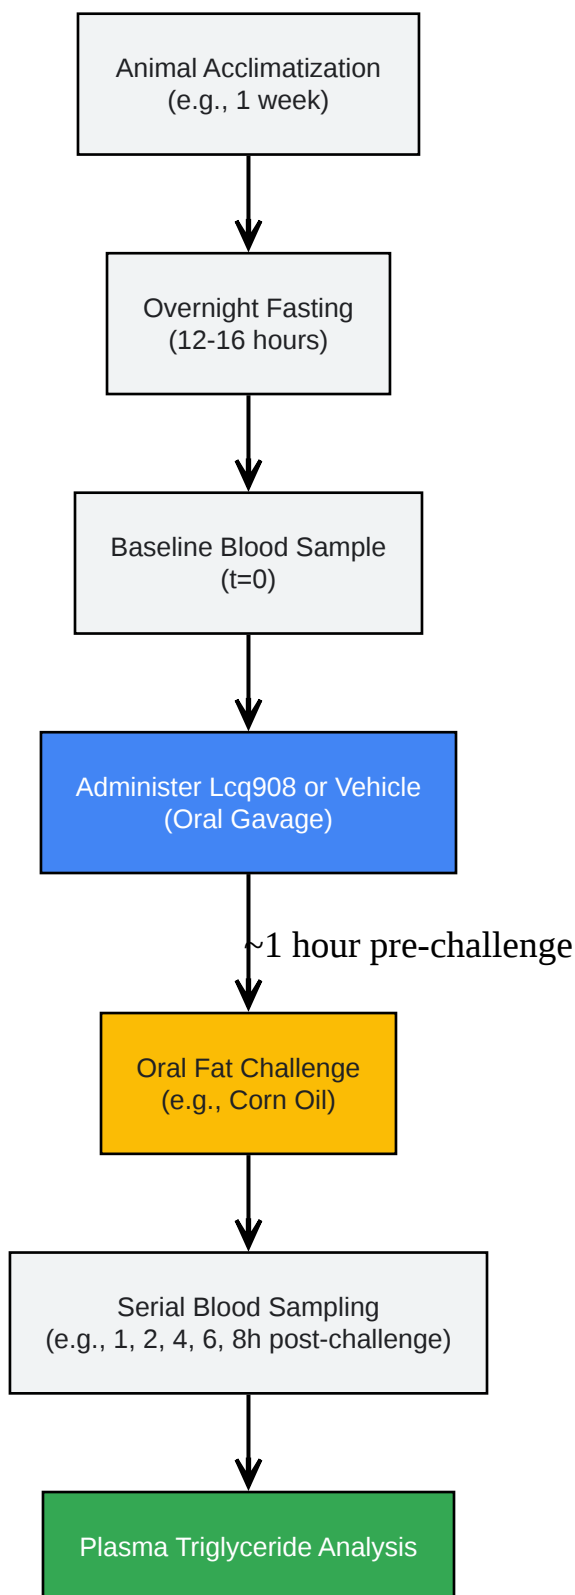 Animal Acclimatization
(e.g., 1 week)
Overnight Fasting
(12-16 hours)
Baseline Blood Sample
(t=0)
Administer Lcq908 or Vehicle
(Oral Gavage)
~1 hour pre-challenge
Oral Fat Challenge
(e.g., Corn Oil)
Serial Blood Sampling
(e.g., 1, 2, 4, 6, 8h post-challenge)
Plasma Triglyceride Analysis